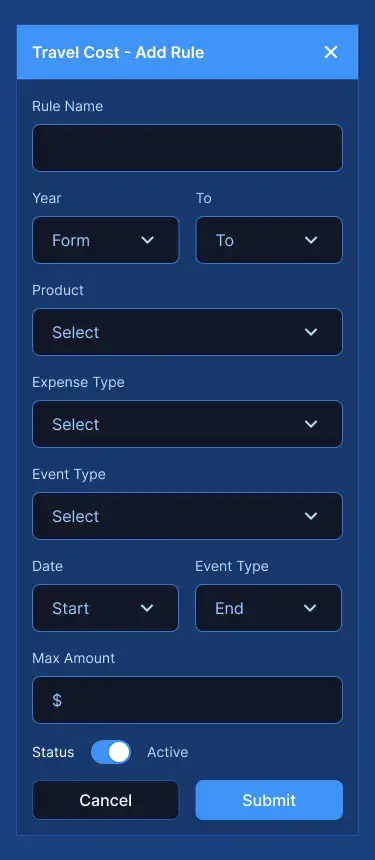 Travel Cost - Add Rule
Rule Name
Year To
Form To
Product
Select
Expense Type
Select
Event Type
Select
Date Event Type
Start End
Max Amount
$
Status Active
Cancel Submit